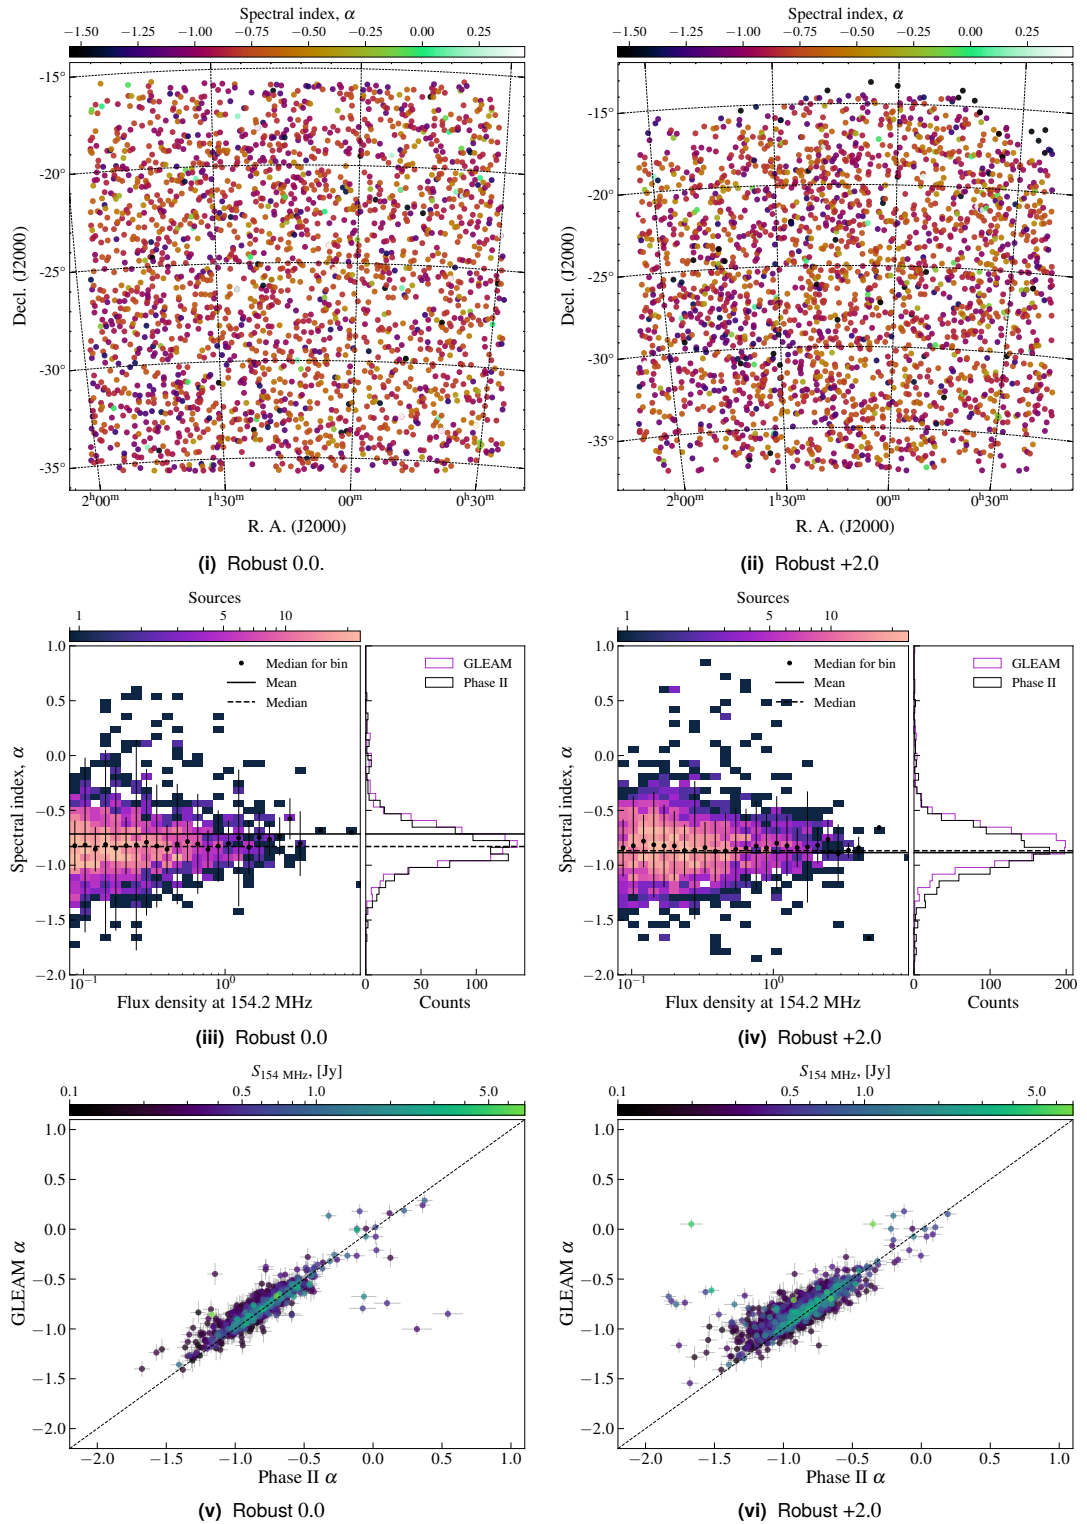 Spectral index, α
−1.50 −1.25 −1.00 −0.75 −0.50 −0.25 0.00 0.25
-15°
-20°
-25°
-30°
-35°
Decl. (J2000)
2ʰ00ᵐ 1ʰ30ᵐ 00ᵐ 0ʰ30ᵐ
R. A. (J2000)
(i) Robust 0.0.
Spectral index, α
−1.50 −1.25 −1.00 −0.75 −0.50 −0.25 0.00 0.25
-15°
-20°
-25°
-30°
-35°
Decl. (J2000)
2ʰ00ᵐ 1ʰ30ᵐ 00ᵐ 0ʰ30ᵐ
R. A. (J2000)
(ii) Robust +2.0
Sources
1 5 10
Median for bin
Mean
Median
GLEAM
Phase II
1.0
0.5
0.0
−0.5
−1.0
−1.5
−2.0
Spectral index, α
10⁻¹ 10⁰
0 50 100
Flux density at 154.2 MHz
Counts
(iii) Robust 0.0
Sources
1 5 10
Median for bin
Mean
Median
GLEAM
Phase II
1.0
0.5
0.0
−0.5
−1.0
−1.5
−2.0
Spectral index, α
10⁻¹ 10⁰
0 100 200
Flux density at 154.2 MHz
Counts
(iv) Robust +2.0
S₁₅₄ MHz, [Jy]
0.1 0.5 1.0 5.0
1.0
0.5
0.0
−0.5
−1.0
−1.5
−2.0
GLEAM α
−2.0 −1.5 −1.0 −0.5 0.0 0.5 1.0
Phase II α
(v) Robust 0.0
S₁₅₄ MHz, [Jy]
0.1 0.5 1.0 5.0
1.0
0.5
0.0
−0.5
−1.0
−1.5
−2.0
GLEAM α
−2.0 −1.5 −1.0 −0.5 0.0 0.5 1.0
Phase II α
(vi) Robust +2.0